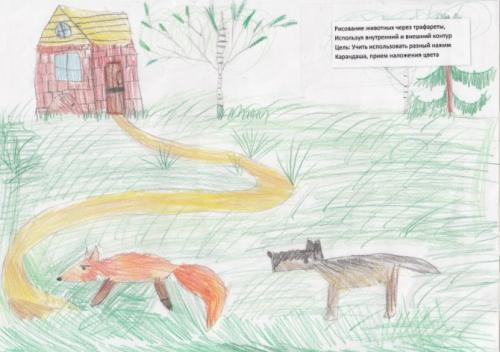 Рисование животных через трафареты,
Используя внутренний и внешний контур
Цель: Учить использовать разный нажим
Карандаша, прием наложения цвета